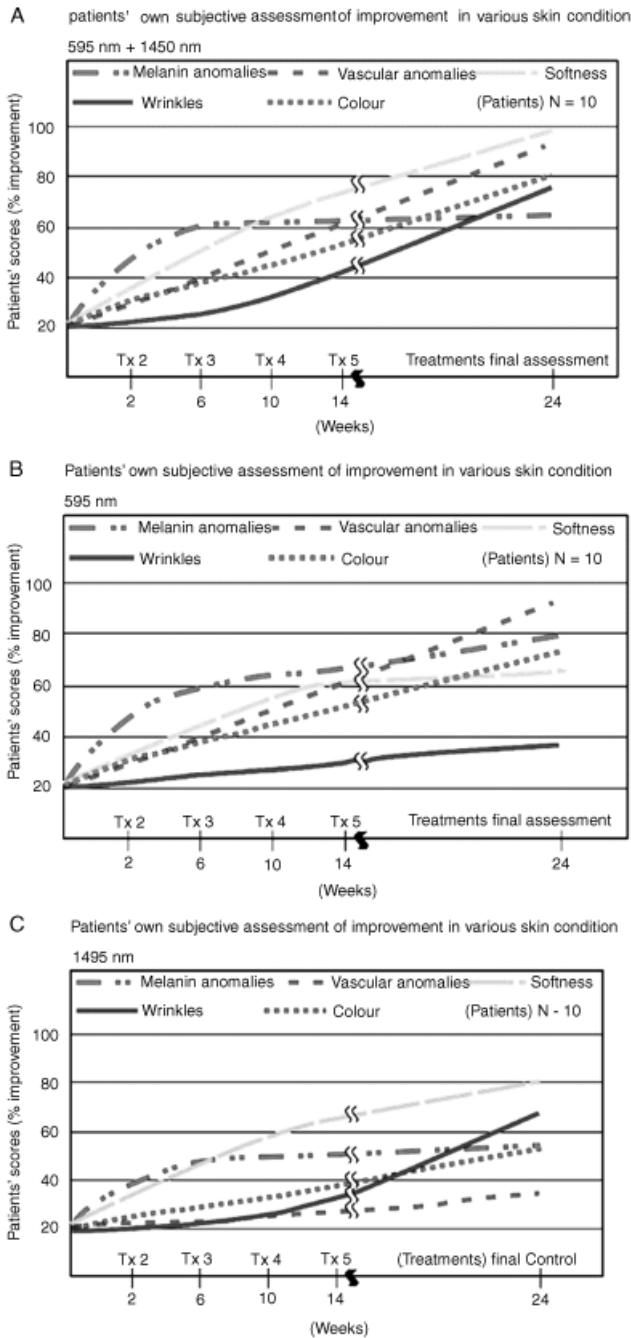 A
patients' own subjective assessment of improvement in various skin condition
595 nm + 1450 nm
Melanin anomalies Vascular anomalies Softness
Wrinkles Colour (Patients) N = 10
Patients' scores (% improvement)
100
80
60
40
20
Tx 2 Tx 3 Tx 4 Tx 5 Treatments final assessment
2 6 10 14 24
(Weeks)
B
Patients' own subjective assessment of improvement in various skin condition
595 nm
Melanin anomalies Vascular anomalies Softness
Wrinkles Colour (Patients) N = 10
Patients' scores (% improvement)
100
80
60
40
20
Tx 2 Tx 3 Tx 4 Tx 5 Treatments final assessment
2 6 10 14 24
(Weeks)
C
Patients' own subjective assessment of improvement in various skin condition
1495 nm
Melanin anomalies Vascular anomalies Softness
Wrinkles Colour (Patients) N - 10
Patients' scores (% improvement)
100
80
60
40
20
Tx 2 Tx 3 Tx 4 Tx 5 (Treatments) final Control
2 6 10 14 24
(Weeks)